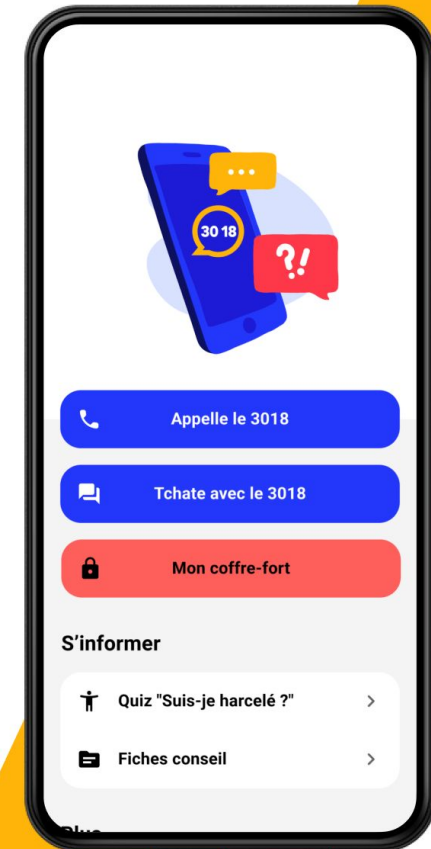 30 18
?!
Appelle le 3018
Tchate avec le 3018
Mon coffre-fort
S'informer
Quiz "Suis-je harcelé ?"
Fiches conseil